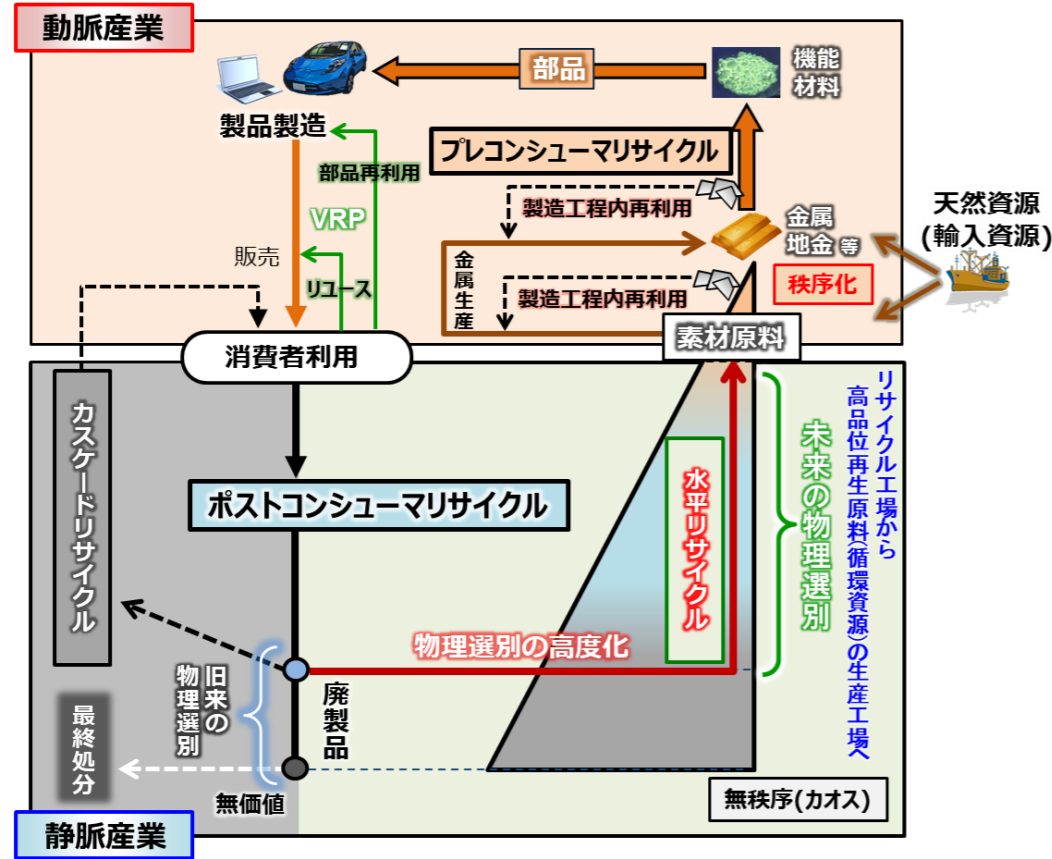 動脈産業
部品
機能
材料
製品製造
プレコンシューマリサイクル
部品再利用
製造工程内再利用
VRP
天然資源
(輸入資源)
金属
地金 等
販売
金属生産
秩序化
リユース
製造工程内再利用
素材原料
消費者利用
カスケードリサイクル
ポストコンシューマリサイクル
水平リサイクル
未来の物理選別
リサイクル工場から
高品位再生原料(循環資源)の生産工場へ
物理選別の高度化
旧来の
物理選別
廃製品
最終処分
無価値
無秩序(カオス)
静脈産業